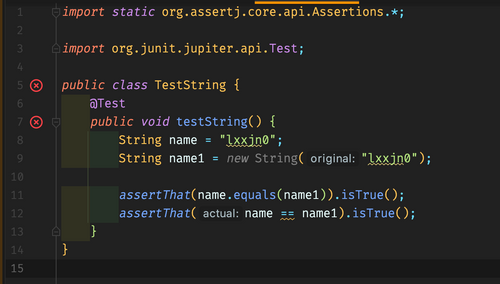 1 import static org.assertj.core.api.Assertions.*;
2
3 import org.junit.jupiter.api.Test;
4
5 public class TestString {
6 @Test
7 public void testString() {
8 String name = "lxxjn0";
9 String name1 = new String( original: "lxxjn0");
10
11 assertThat(name.equals(name1)).isTrue();
12 assertThat( actual: name == name1).isTrue();
13 }
14 }
15